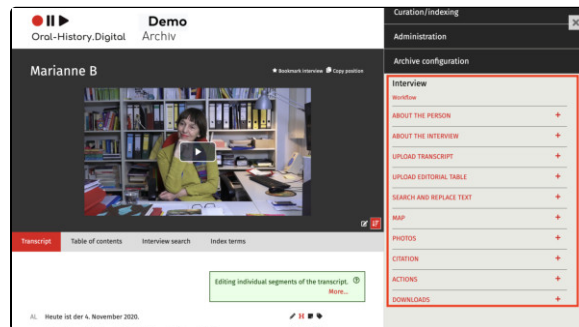 Oral-History.Digital
Demo
Archiv
Marianne B
Bookmark interview
Copy position
Transcript
Table of contents
Interview search
Index terms
Editing individual segments of the transcript.
More...
AL
Heute ist der 4. November 2020.
H
Curation/indexing
Administration
Archive configuration
Interview
Workflow
ABOUT THE PERSON +
ABOUT THE INTERVIEW +
UPLOAD TRANSCRIPT +
UPLOAD EDITORIAL TABLE +
SEARCH AND REPLACE TEXT +
MAP +
PHOTOS +
CITATION +
ACTIONS +
DOWNLOADS +